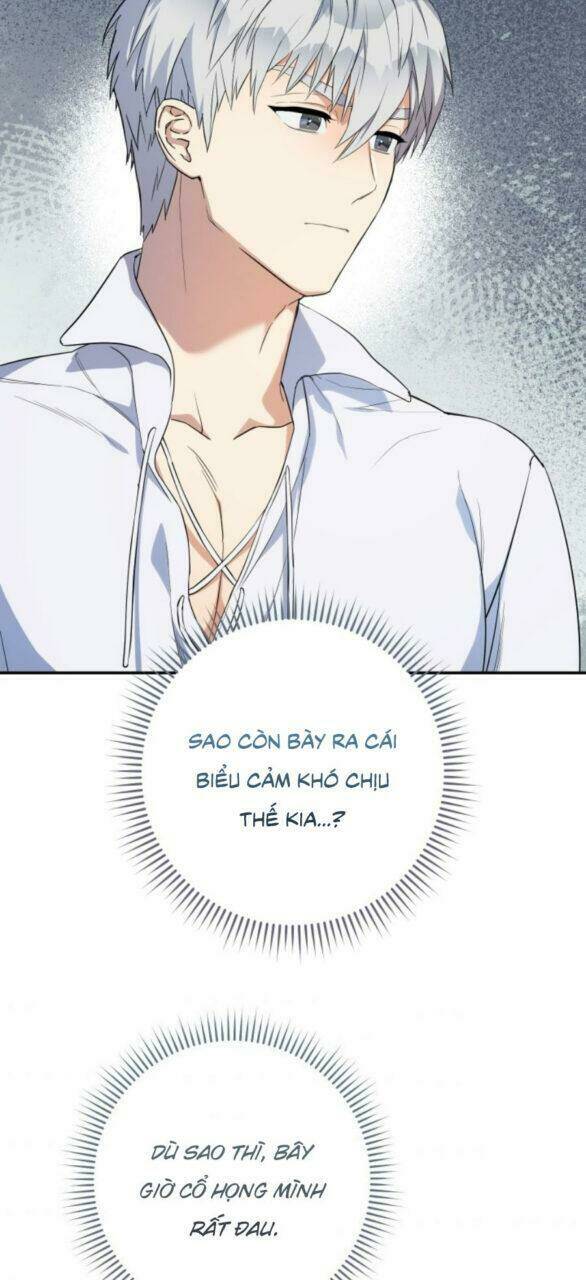 SAO CÒN BÀY RA CÁI
BIỂU CẢM KHÓ CHỊU
THẾ KIA...?
DÙ SAO THÌ, BÂY
GIỜ CỔ HỌNG MÌNH
RẤT ĐAU.